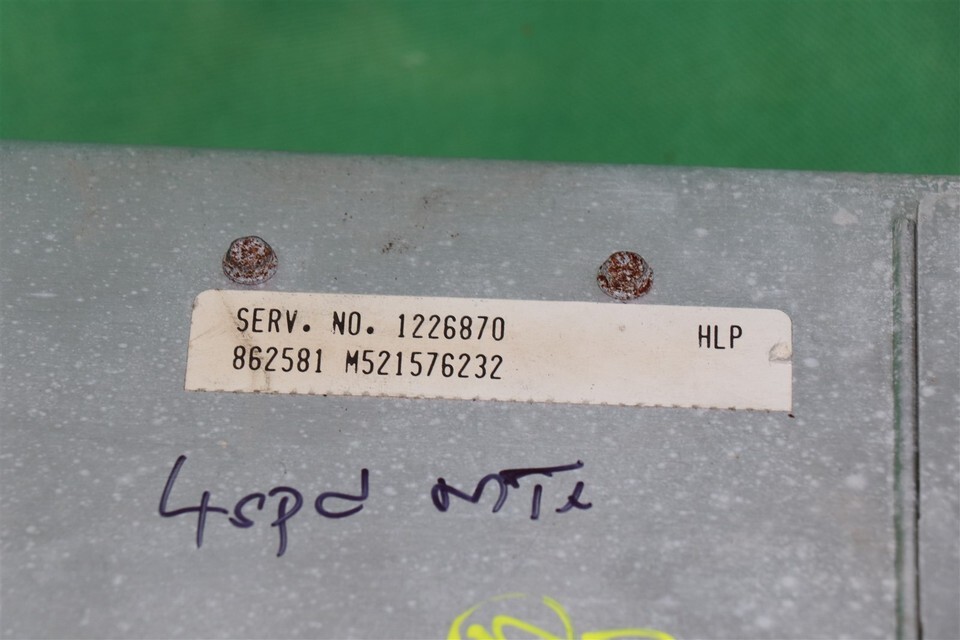 SERV. NO. 1226870 HLP
862581 M521576232
4spd